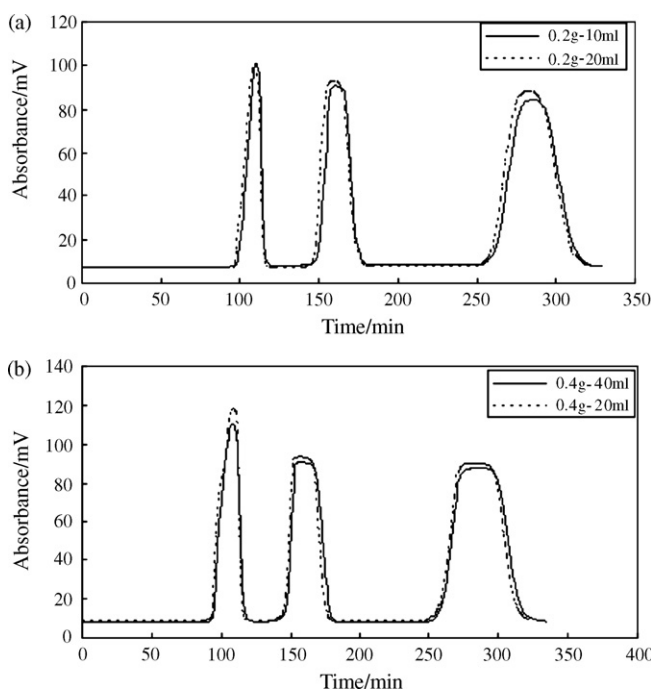 (a)
0.2g-10ml
0.2g-20ml
Absorbance/mV
120
100
80
60
40
20
0
0 50 100 150 200 250 300 350
Time/min
(b)
0.4g-40ml
0.4g-20ml
Absorbance/mV
140
120
100
80
60
40
20
0
0 50 100 150 200 250 300 350 400
Time/min